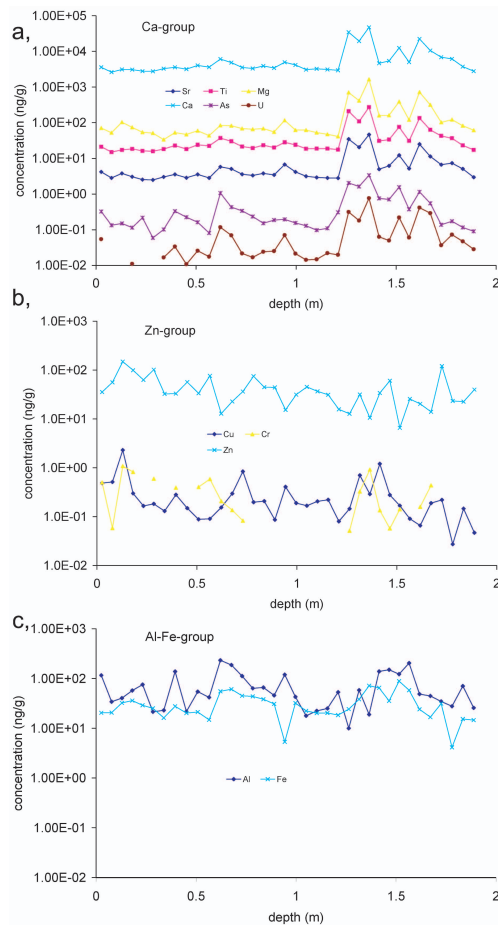 a,
Ca-group
1.00E+05
1.00E+04
1.00E+03
1.00E+02
1.00E+01
1.00E+00
1.00E-01
1.00E-02
concentration (ng/g)
Sr Ti Mg
Ca As U
0 0.5 1 1.5 2
depth (m)
b,
Zn-group
1.0E+03
1.0E+02
1.0E+01
1.0E+00
1.0E-01
1.0E-02
concentration (ng/g)
Cu Cr
Zn
0 0.5 1 1.5 2
depth (m)
c,
Al-Fe-group
1.00E+03
1.00E+02
1.00E+01
1.00E+00
1.00E-01
1.00E-02
concentration (ng/g)
Al Fe
0 0.5 1 1.5 2
depth (m)